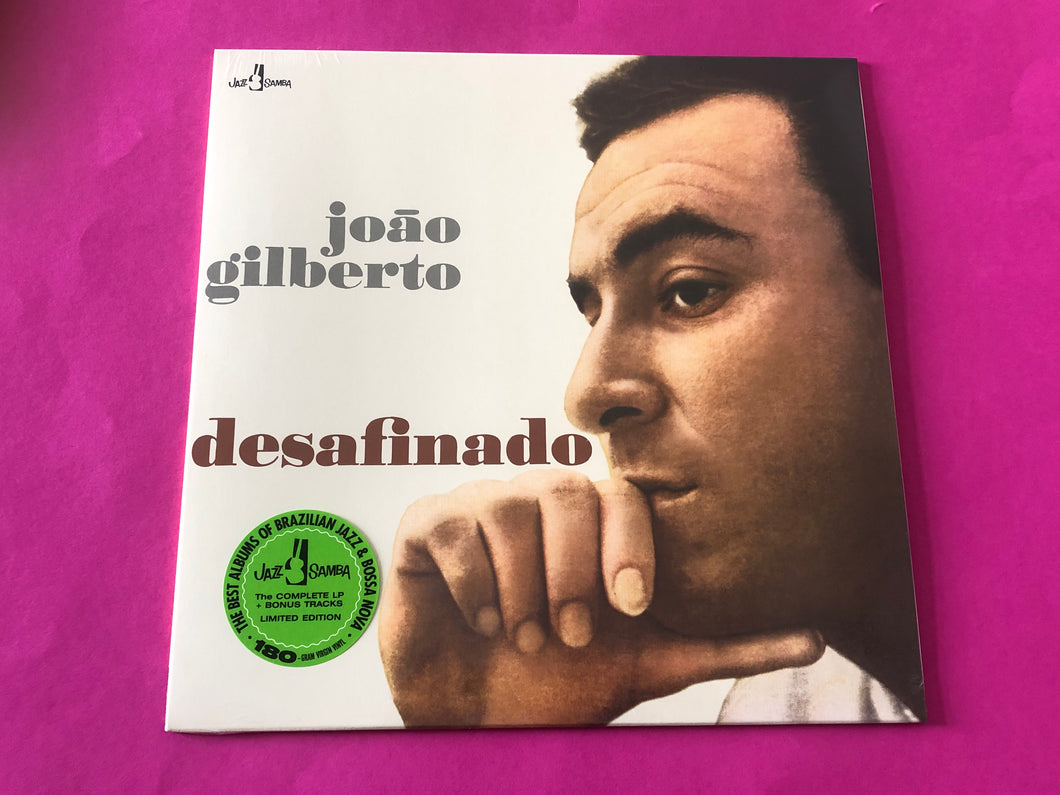 JAZZ SAMBA
joão
gilberto
desafinado
• THE BEST ALBUMS OF BRAZILIAN JAZZ & BOSSA NOVA •
JAZZ SAMBA
The COMPLETE LP
+ BONUS TRACKS
LIMITED EDITION
180-GRAM VIRGIN VINYL